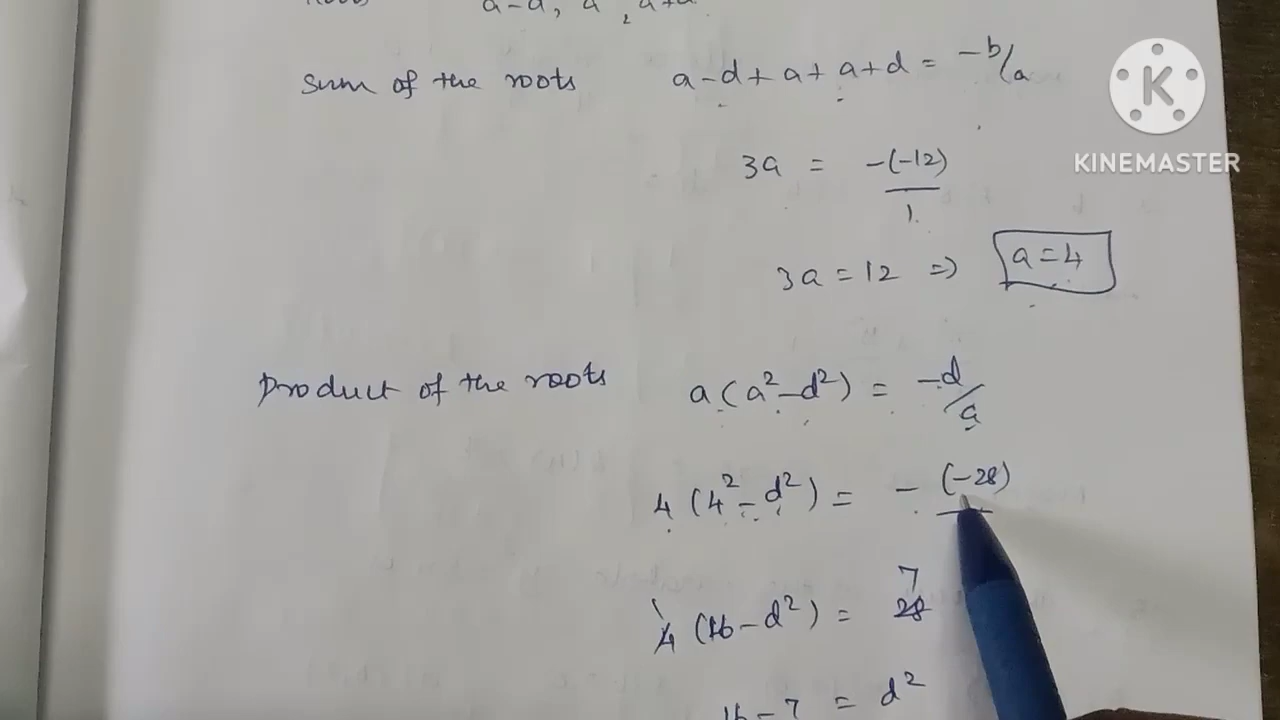 a-d, a, a+d
Sum of the roots a-d+a+a+d = -b/a
K
KINEMASTER
3a = -(-12)
1
3a = 12 => a=4
Product of the roots a(a²-d²) = -d/a
4(4²-d²) = -(-28)
1 7
4(16-d²) = 28
16-7 = d²